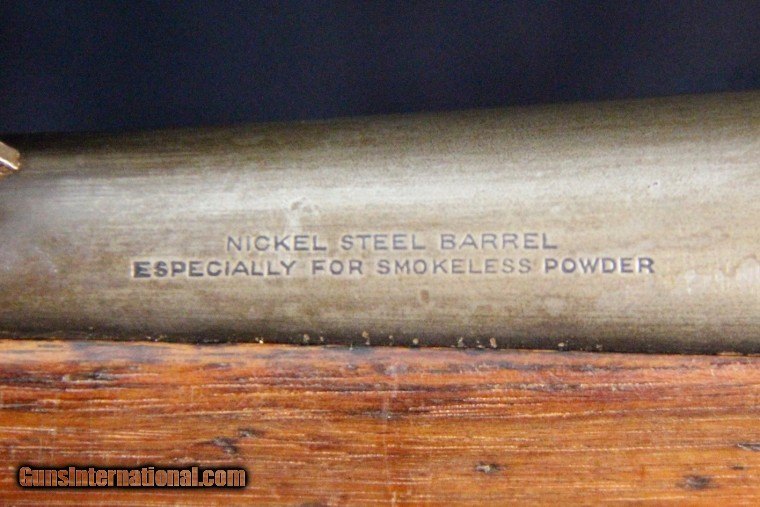 NICKEL STEEL BARREL
ESPECIALLY FOR SMOKELESS POWDER
GunsInternational.com